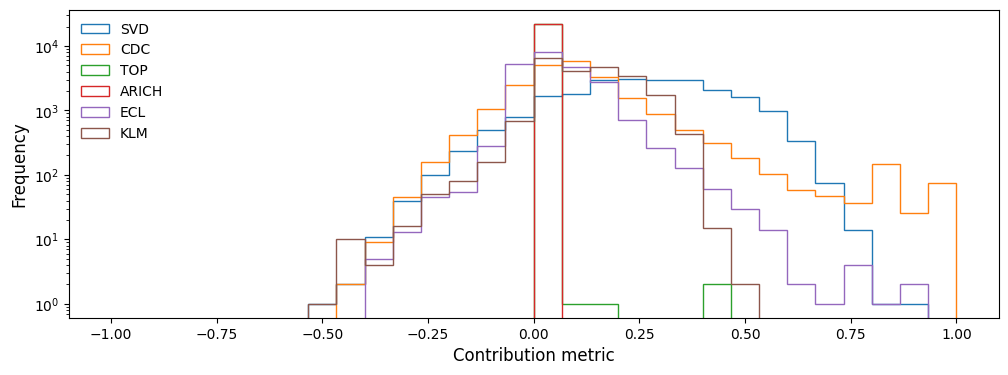 SVD
CDC
TOP
ARICH
ECL
KLM
Frequency
10⁴
10³
10²
10¹
10⁰
−1.00 −0.75 −0.50 −0.25 0.00 0.25 0.50 0.75 1.00
Contribution metric